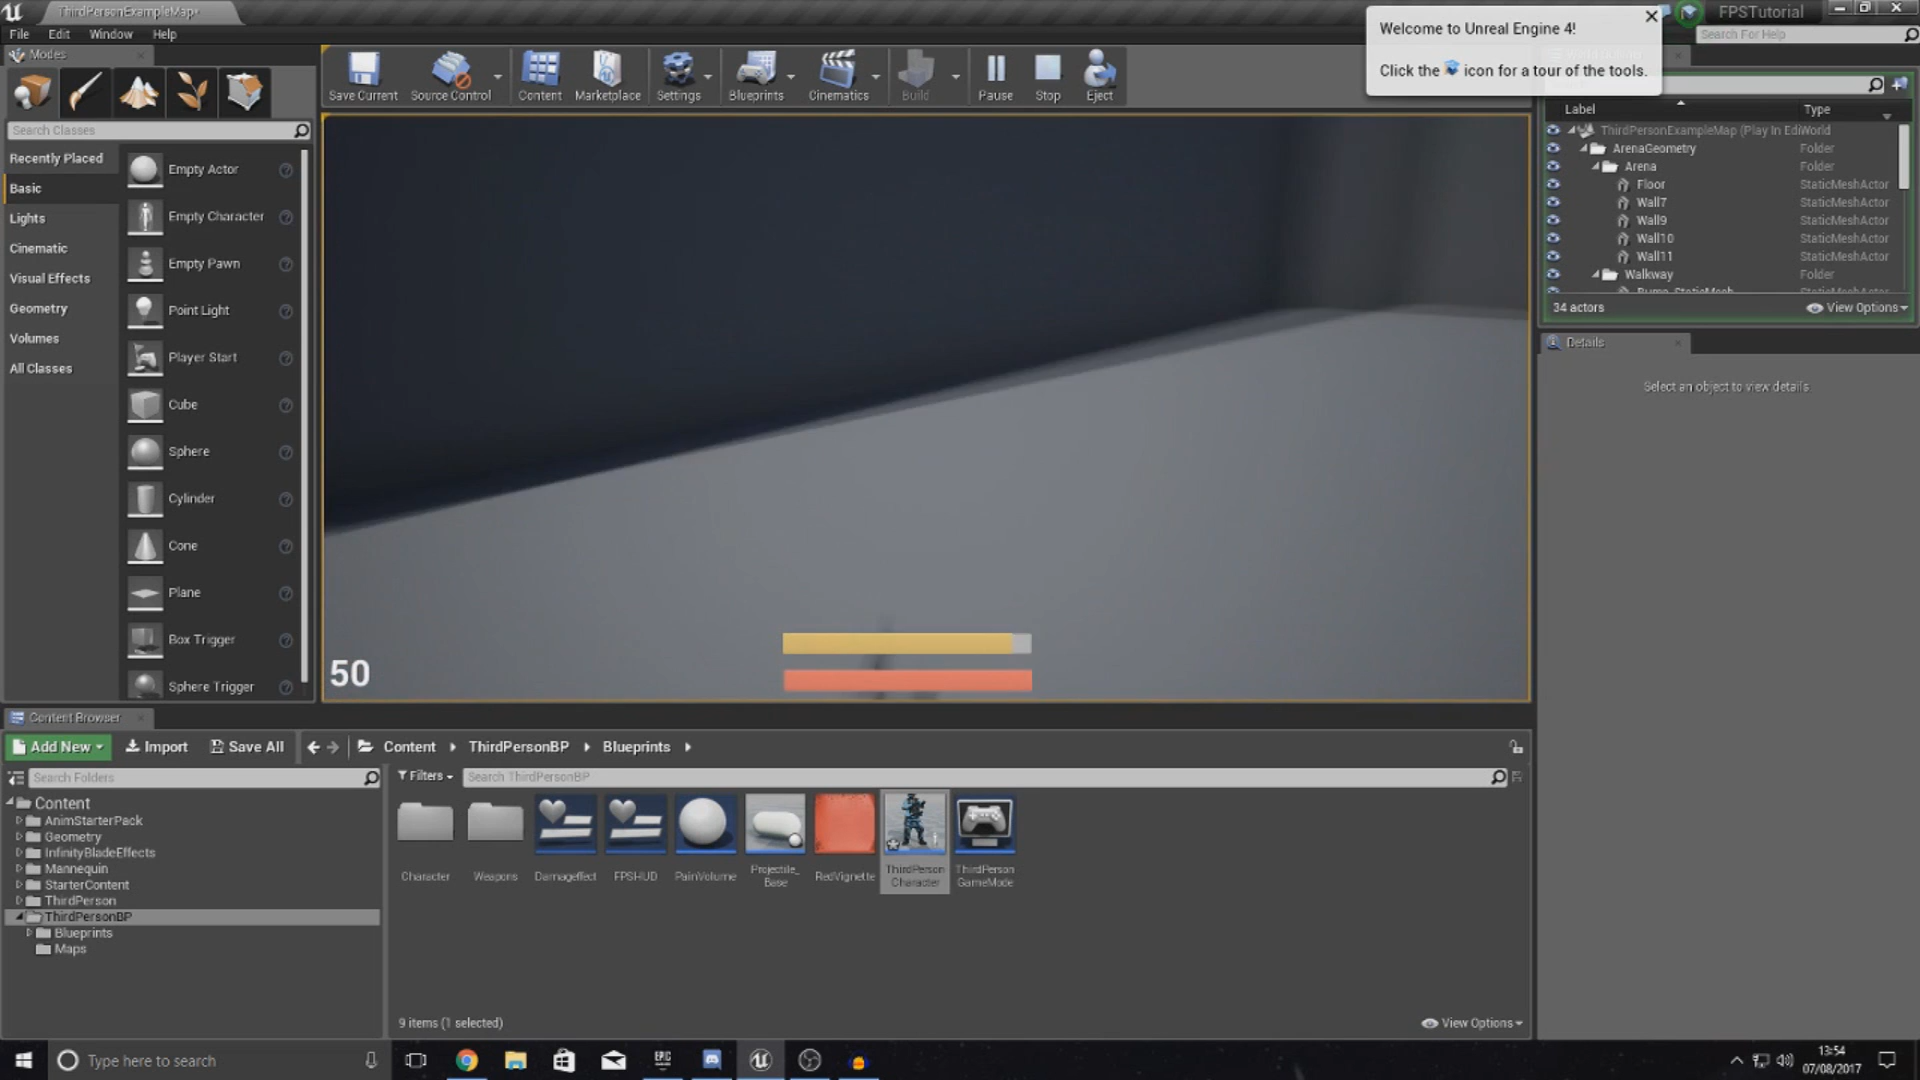 ThirdPersonExampleMap*
FPSTutorial
File Edit Window Help
Search For Help
Welcome to Unreal Engine 4!
Click the icon for a tour of the tools.
Modes
Save Current
Source Control
Content
Marketplace
Settings
Blueprints
Cinematics
Build
Pause
Stop
Eject
Search Classes
Recently Placed
Basic
Lights
Cinematic
Visual Effects
Geometry
Volumes
All Classes
Empty Actor
Empty Character
Empty Pawn
Point Light
Player Start
Cube
Sphere
Cylinder
Cone
Plane
Box Trigger
Sphere Trigger
50
Label Type
ThirdPersonExampleMap (Play In Edi World
ArenaGeometry Folder
Arena Folder
Floor StaticMeshActor
Wall7 StaticMeshActor
Wall9 StaticMeshActor
Wall10 StaticMeshActor
Wall11 StaticMeshActor
Walkway Folder
34 actors View Options
Details
Select an object to view details
Content Browser
Add New Import Save All Content ThirdPersonBP Blueprints
Search Folders
Filters Search ThirdPersonBP
Content
AnimStarterPack
Geometry
InfinityBladeEffects
Mannequin
StarterContent
ThirdPerson
ThirdPersonBP
Blueprints
Maps
Character
Weapons
Dameffect
FPSHUD
PainVolume
Projectile_
Base
RedVignette
ThirdPerson
Character
ThirdPerson
GameMode
9 items (1 selected) View Options
Type here to search
EPIC
13:54
07/08/2017